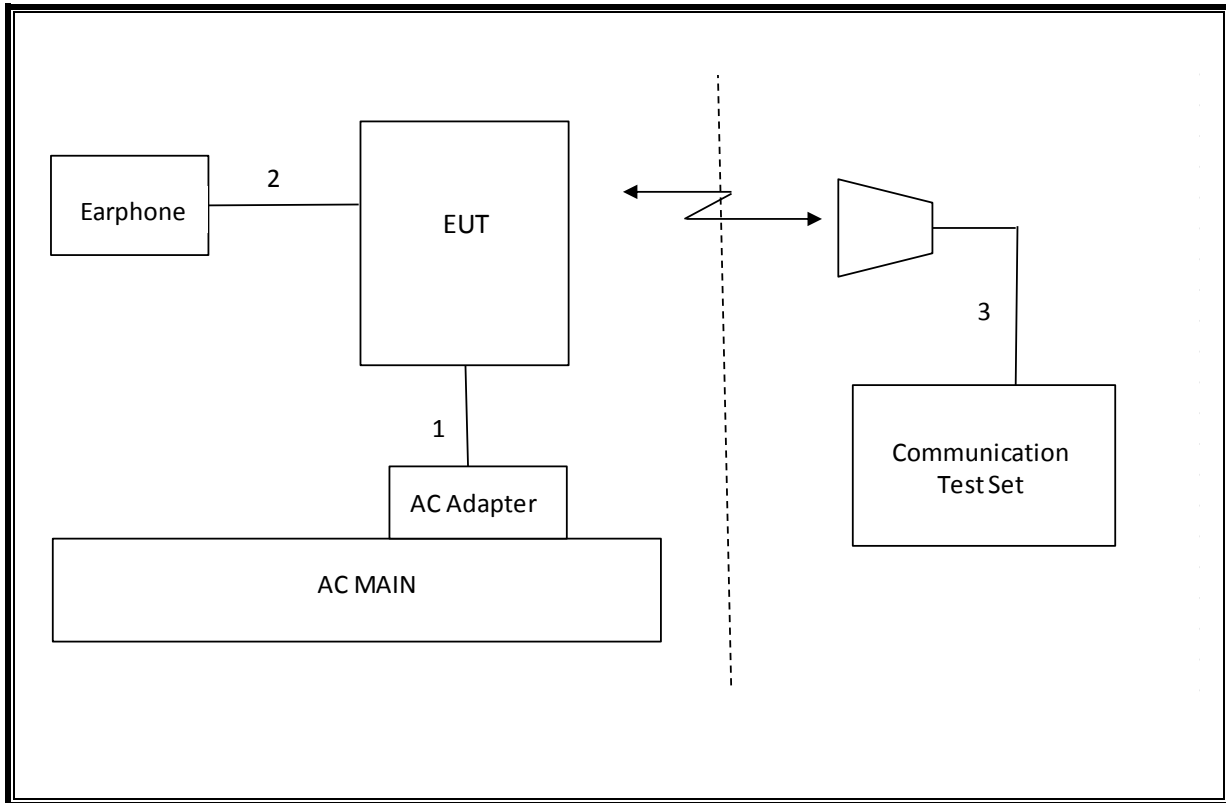 2
Earphone
EUT
3
1
Communication
Test Set
AC Adapter
AC MAIN